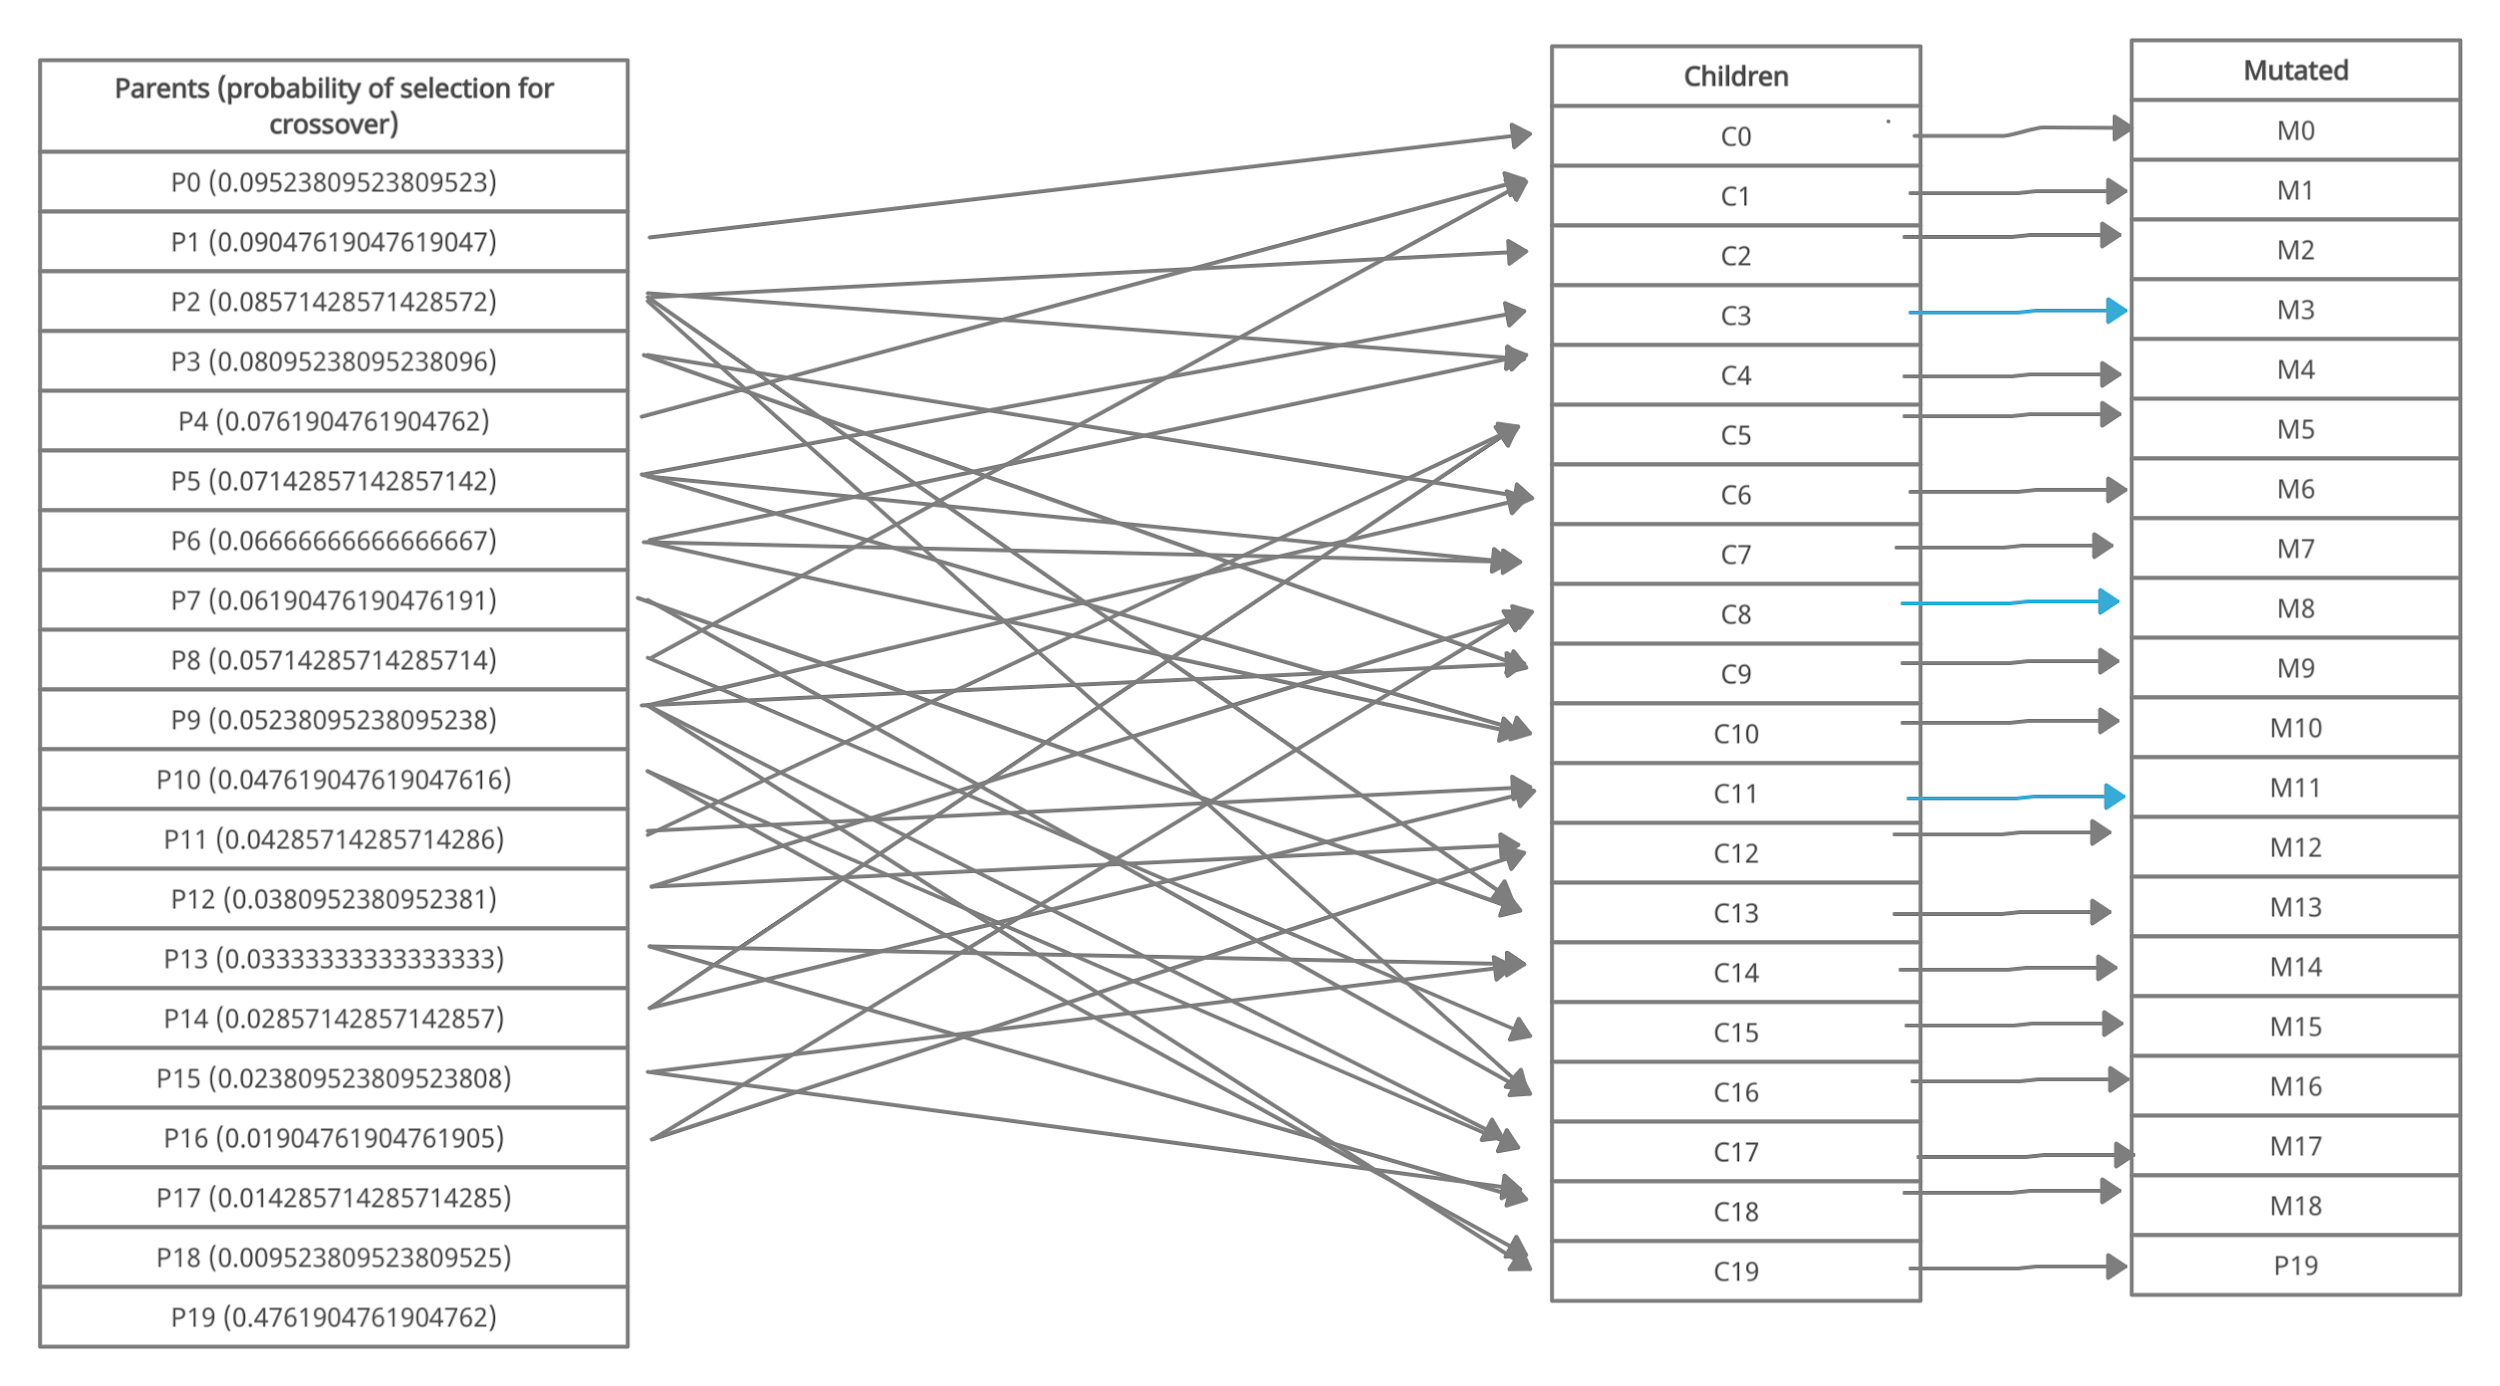 Parents (probability of selection for
crossover)
P0 (0.09523809523809523)
P1 (0.09047619047619047)
P2 (0.08571428571428572)
P3 (0.08095238095238096)
P4 (0.0761904761904762)
P5 (0.07142857142857142)
P6 (0.06666666666666667)
P7 (0.06190476190476191)
P8 (0.05714285714285714)
P9 (0.05238095238095238)
P10 (0.047619047619047616)
P11 (0.04285714285714286)
P12 (0.0380952380952381)
P13 (0.03333333333333333)
P14 (0.02857142857142857)
P15 (0.023809523809523808)
P16 (0.01904761904761905)
P17 (0.014285714285714285)
P18 (0.009523809523809525)
P19 (0.4761904761904762)
Children
C0
C1
C2
C3
C4
C5
C6
C7
C8
C9
C10
C11
C12
C13
C14
C15
C16
C17
C18
C19
Mutated
M0
M1
M2
M3
M4
M5
M6
M7
M8
M9
M10
M11
M12
M13
M14
M15
M16
M17
M18
P19